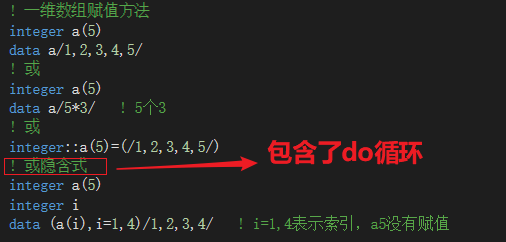 ! 一维数组赋值方法
integer a(5)
data a/1,2,3,4,5/
! 或
integer a(5)
data a/5*3/   ! 5个3
! 或
integer::a(5)=(/1,2,3,4,5/)
! 或隐含式
包含了do循环
integer a(5)
integer i
data (a(i),i=1,4)/1,2,3,4/   ! i=1,4表示索引，a5没有赋值